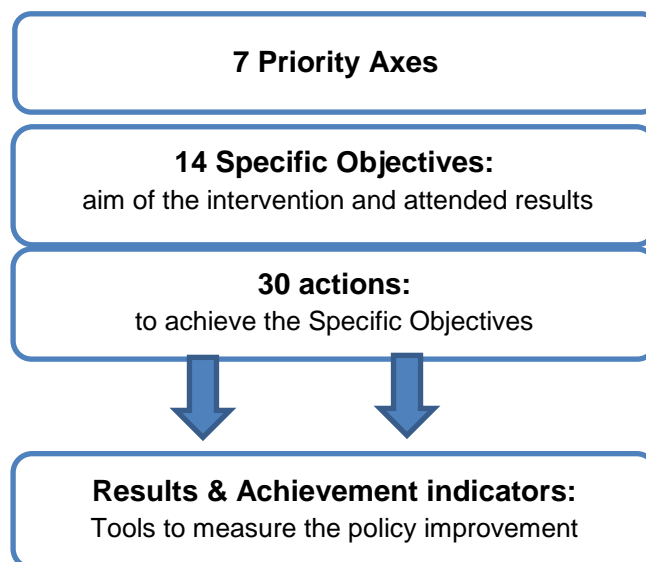 7 Priority Axes
14 Specific Objectives:
aim of the intervention and attended results
30 actions:
to achieve the Specific Objectives
Results & Achievement indicators:
Tools to measure the policy improvement